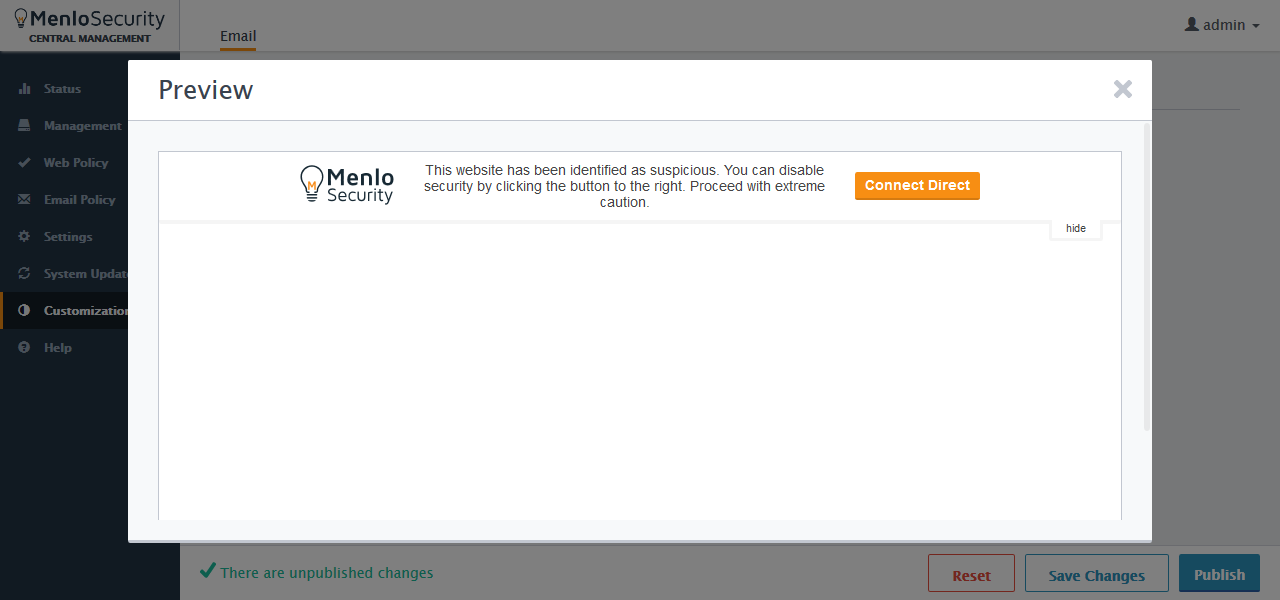 MenloSecurity
CENTRAL MANAGEMENT
Email
admin
Status
Management
Web Policy
Email Policy
Settings
System Updat
Customization
Help
Preview
Menlo
Security
M
This website has been identified as suspicious. You can disable
security by clicking the button to the right. Proceed with extreme
caution.
Connect Direct
hide
There are unpublished changes
Reset
Save Changes
Publish